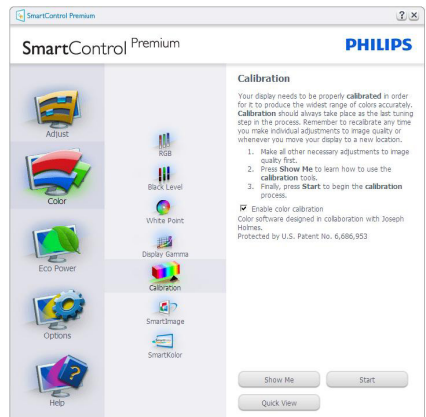 SmartControl Premium
SmartControl Premium
PHILIPS
Adjust
Color
Eco Power
Options
Help
RGB
Black Level
White Point
Display Gamma
Calibration
SmartImage
SmartKolor
Calibration
Your display needs to be properly calibrated in order
for it to produce the widest range of colors accurately.
Calibration should always take place as the last tuning
step in the process. Remember to recalibrate any time
you make individual adjustments to image quality or
whenever you move your display to a new location.
1. Make all other necessary adjustments to image
quality first.
2. Press Show Me to learn how to use the
calibration tools.
3. Finally, press Start to begin the calibration
process.
Enable color calibration
Color software designed in collaboration with Joseph
Holmes.
Protected by U.S. Patent No. 6,686,953
Show Me
Start
Quick View